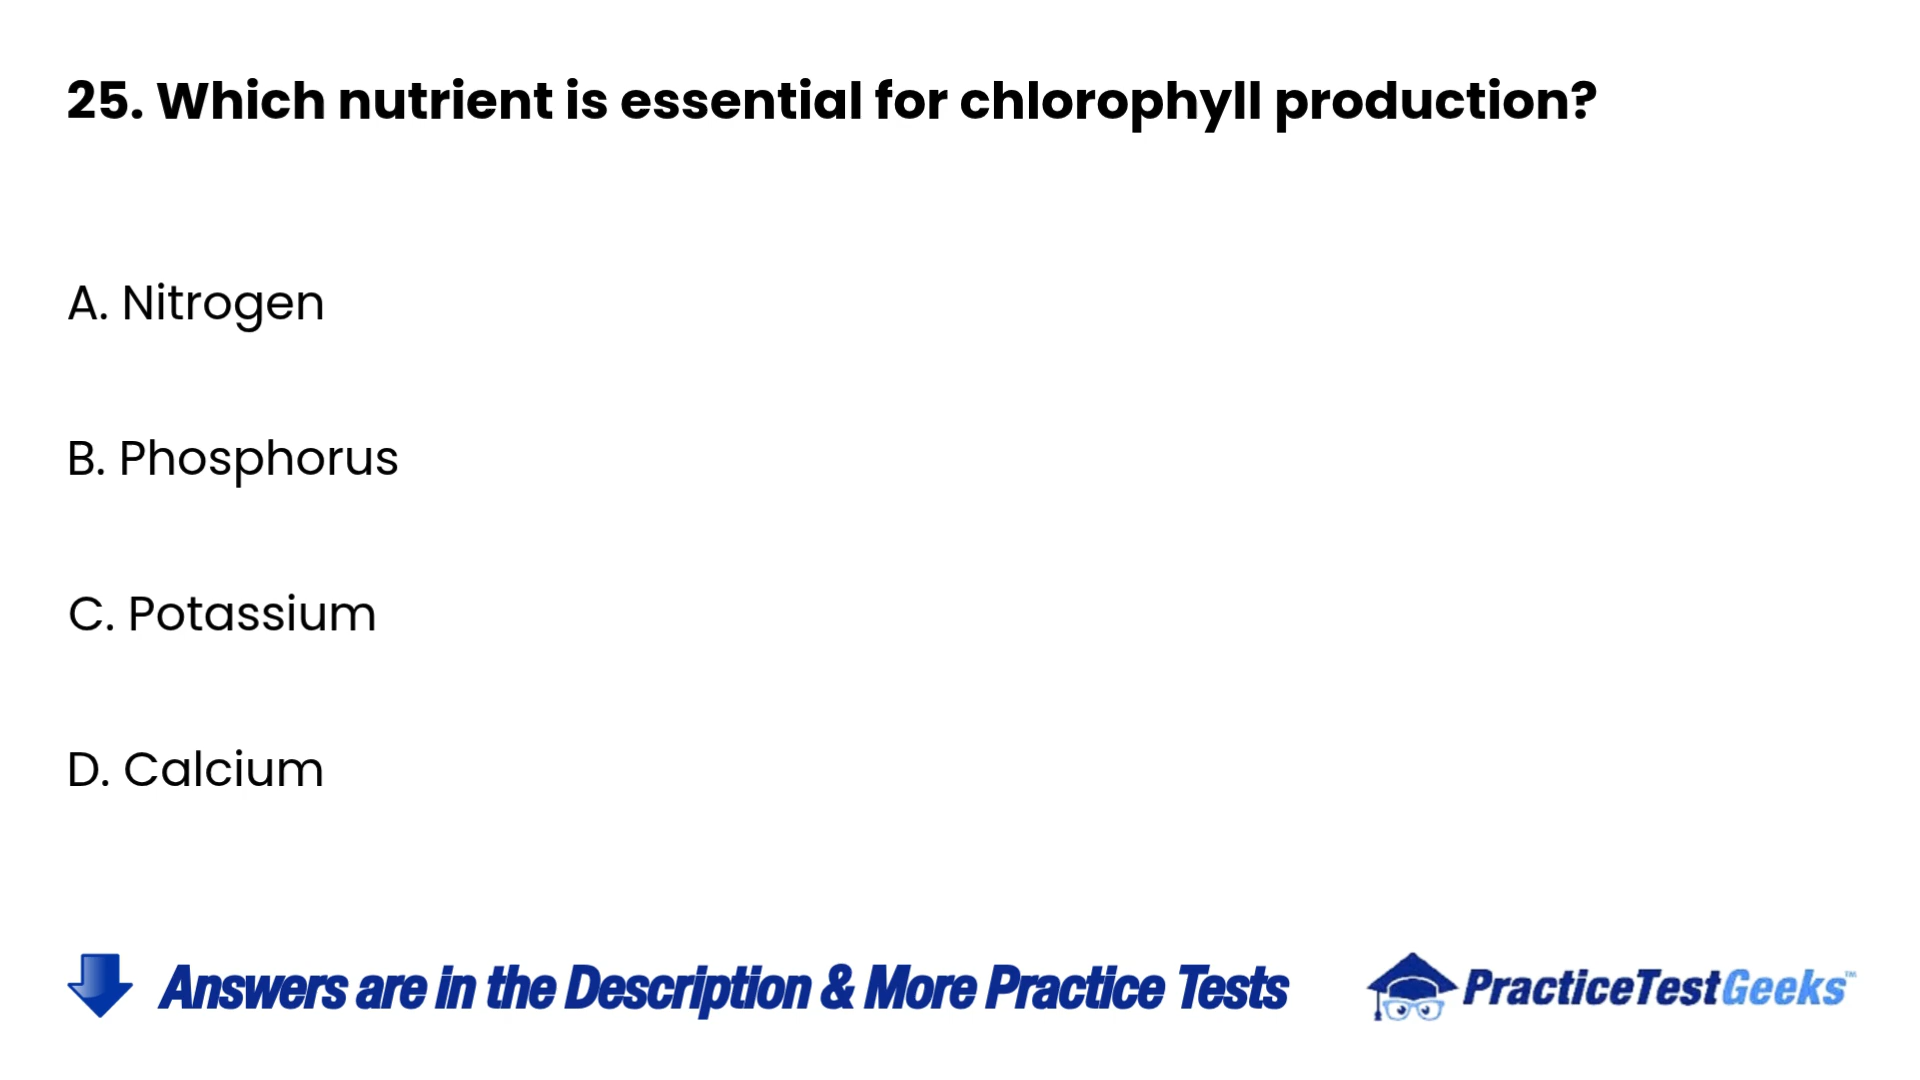 25. Which nutrient is essential for chlorophyll production?
A. Nitrogen
B. Phosphorus
C. Potassium
D. Calcium
Answers are in the Description & More Practice Tests
PracticeTestGeeks™